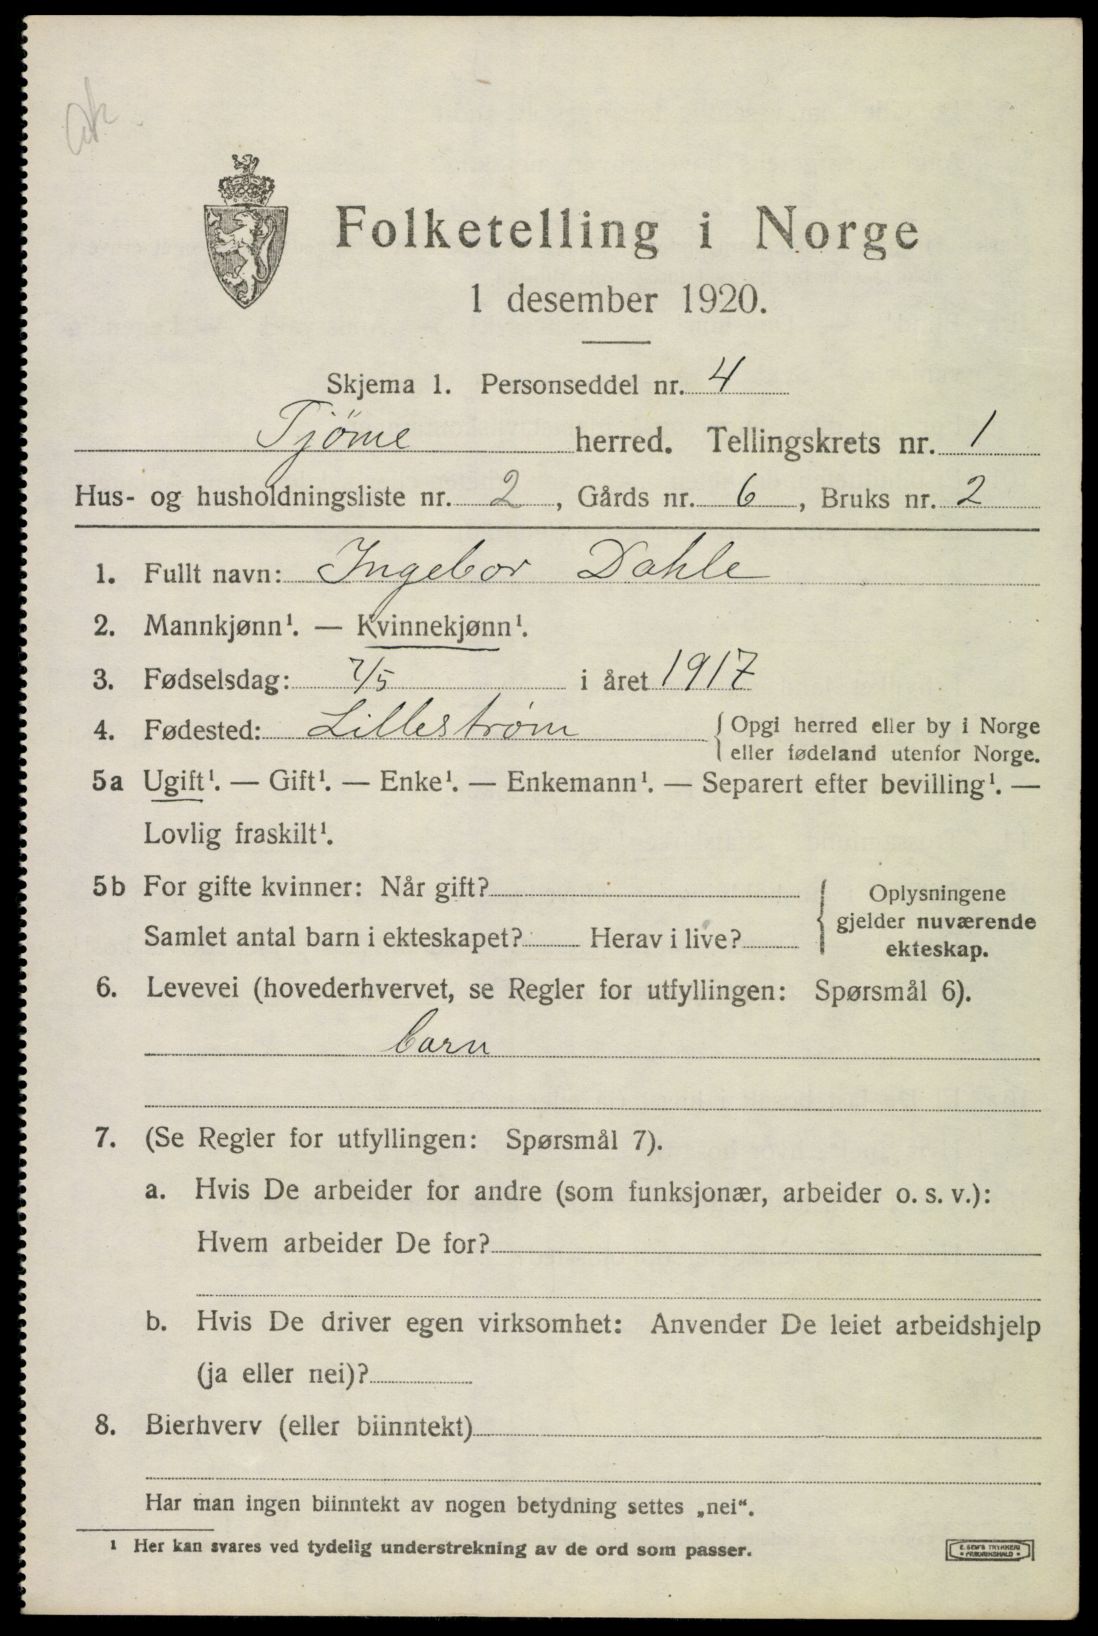 ok.
Folketelling i Norge
1 desember 1920.
Skjema 1. Personseddel nr. 4
Tjöme herred. Tellingskrets nr. 1
Hus- og husholdningsliste nr. 2, Gårds nr. 6, Bruks nr. 2
1. Fullt navn: Ingebor Dahle
2. Mannkjønn¹. — Kvinnekjønn¹.
3. Fødselsdag: 7/5 i året 1917
4. Fødested: Lillestrøm { Opgi herred eller by i Norge
eller fødeland utenfor Norge.
5a Ugift¹. — Gift¹. — Enke¹. — Enkemann¹. — Separert efter bevilling¹. —
Lovlig fraskilt¹.
5b For gifte kvinner: Når gift?
Samlet antal barn i ekteskapet? Herav i live?
{ Oplysningene
gjelder nuværende
ekteskap.
6. Levevei (hovederhvervet, se Regler for utfyllingen: Spørsmål 6).
barn
7. (Se Regler for utfyllingen: Spørsmål 7).
a. Hvis De arbeider for andre (som funksjonær, arbeider o. s. v.):
Hvem arbeider De for?
b. Hvis De driver egen virksomhet: Anvender De leiet arbeidshjelp
(ja eller nei)?
8. Bierhverv (eller biinntekt)
Har man ingen biinntekt av nogen betydning settes „nei“.
¹ Her kan svares ved tydelig understrekning av de ord som passer.
E. SEM'S TRYKKERI
FREDRIKSHALD